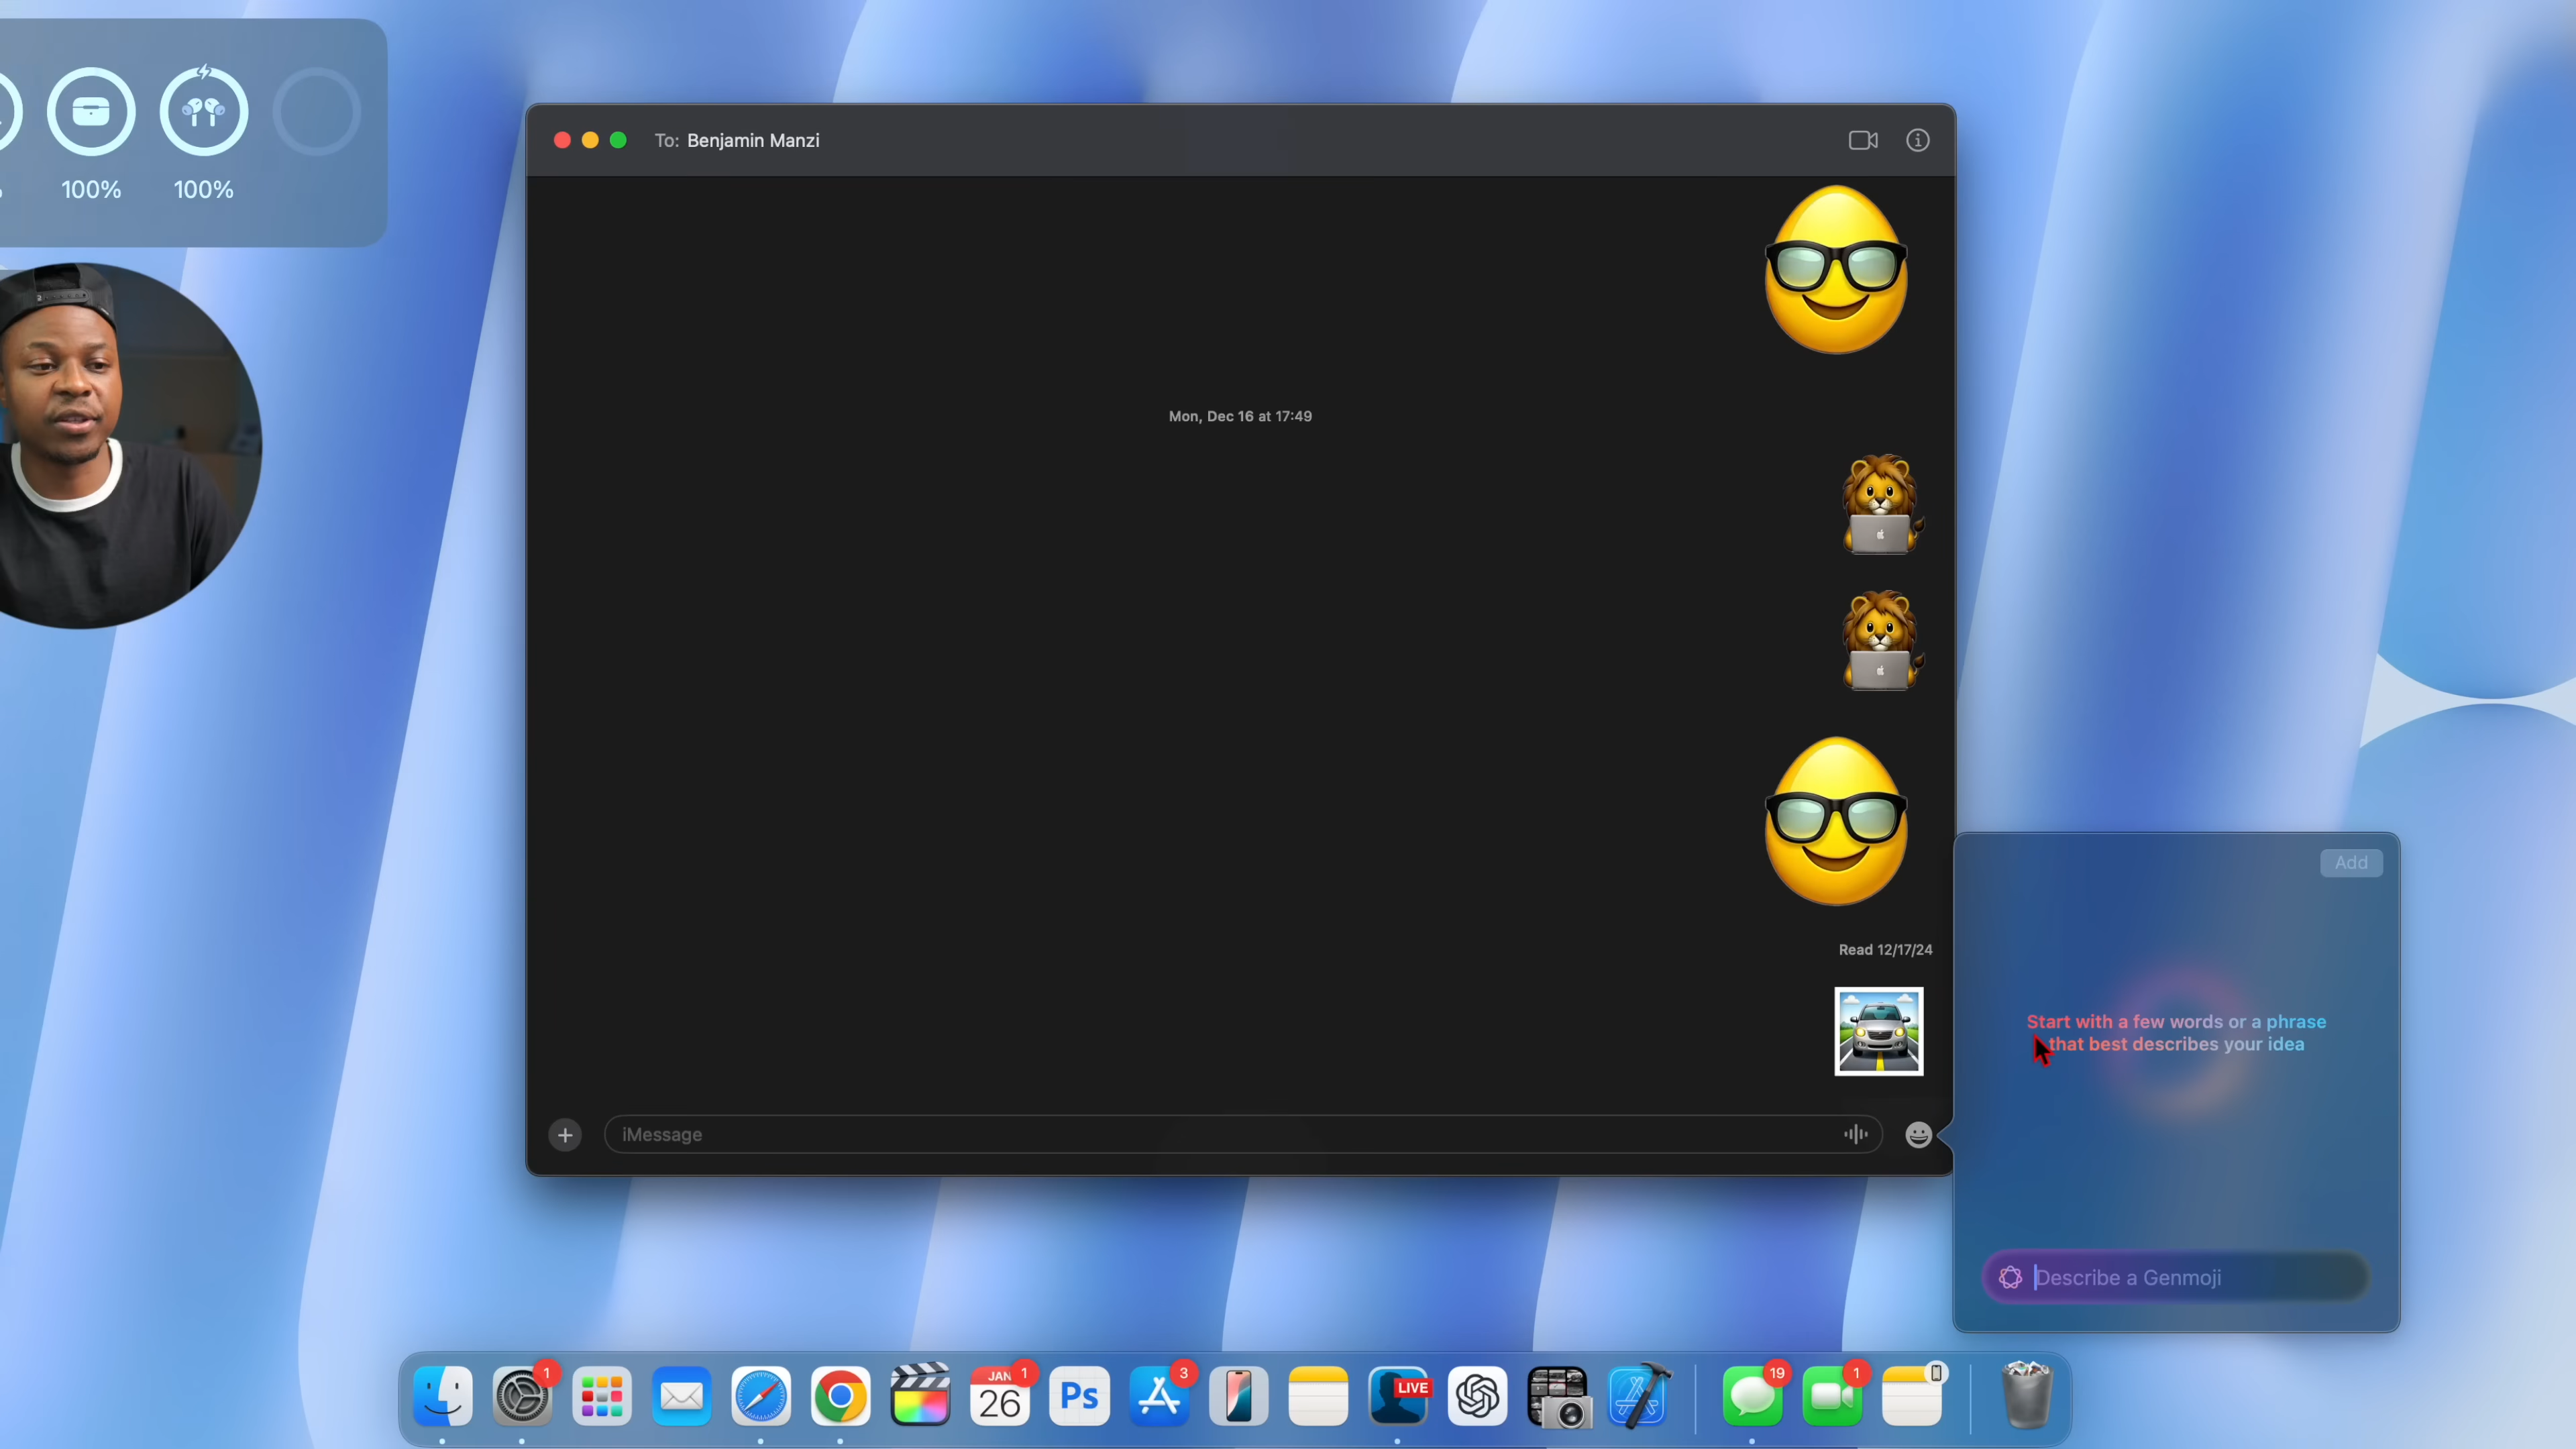 100%
100%
To: Benjamin Manzi
Mon, Dec 16 at 17:49
Read 12/17/24
Add
Start with a few words or a phrase
that best describes your idea
iMessage
Describe a Genmoji
1
JAN
26
1
Ps
3
LIVE
19
1